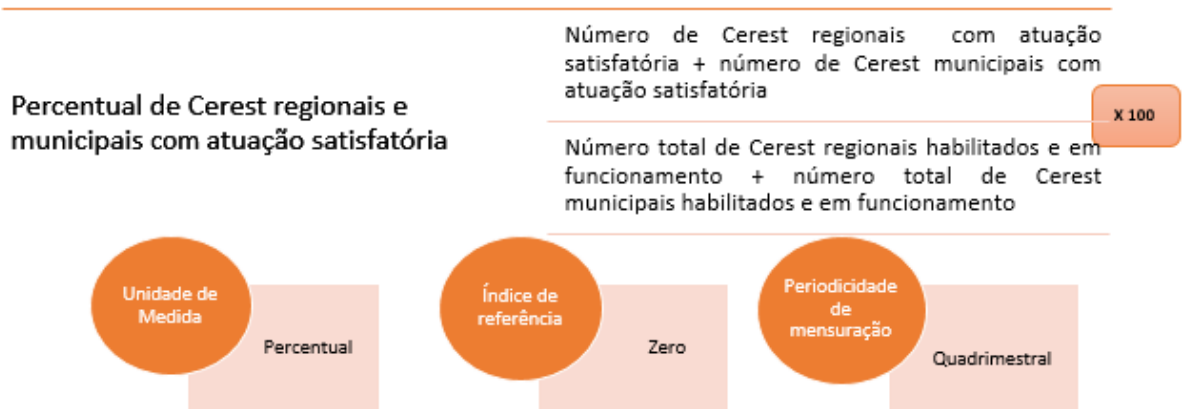 Percentual de Cerest regionais e
municipais com atuação satisfatória
Número de Cerest regionais com atuação
satisfatória + número de Cerest municipais com
atuação satisfatória
Número total de Cerest regionais habilitados e em
funcionamento + número total de Cerest
municipais habilitados e em funcionamento
X 100
Unidade de
Medida
Percentual
Índice de
referência
Zero
Periodicidade
de
mensuração
Quadrimestral